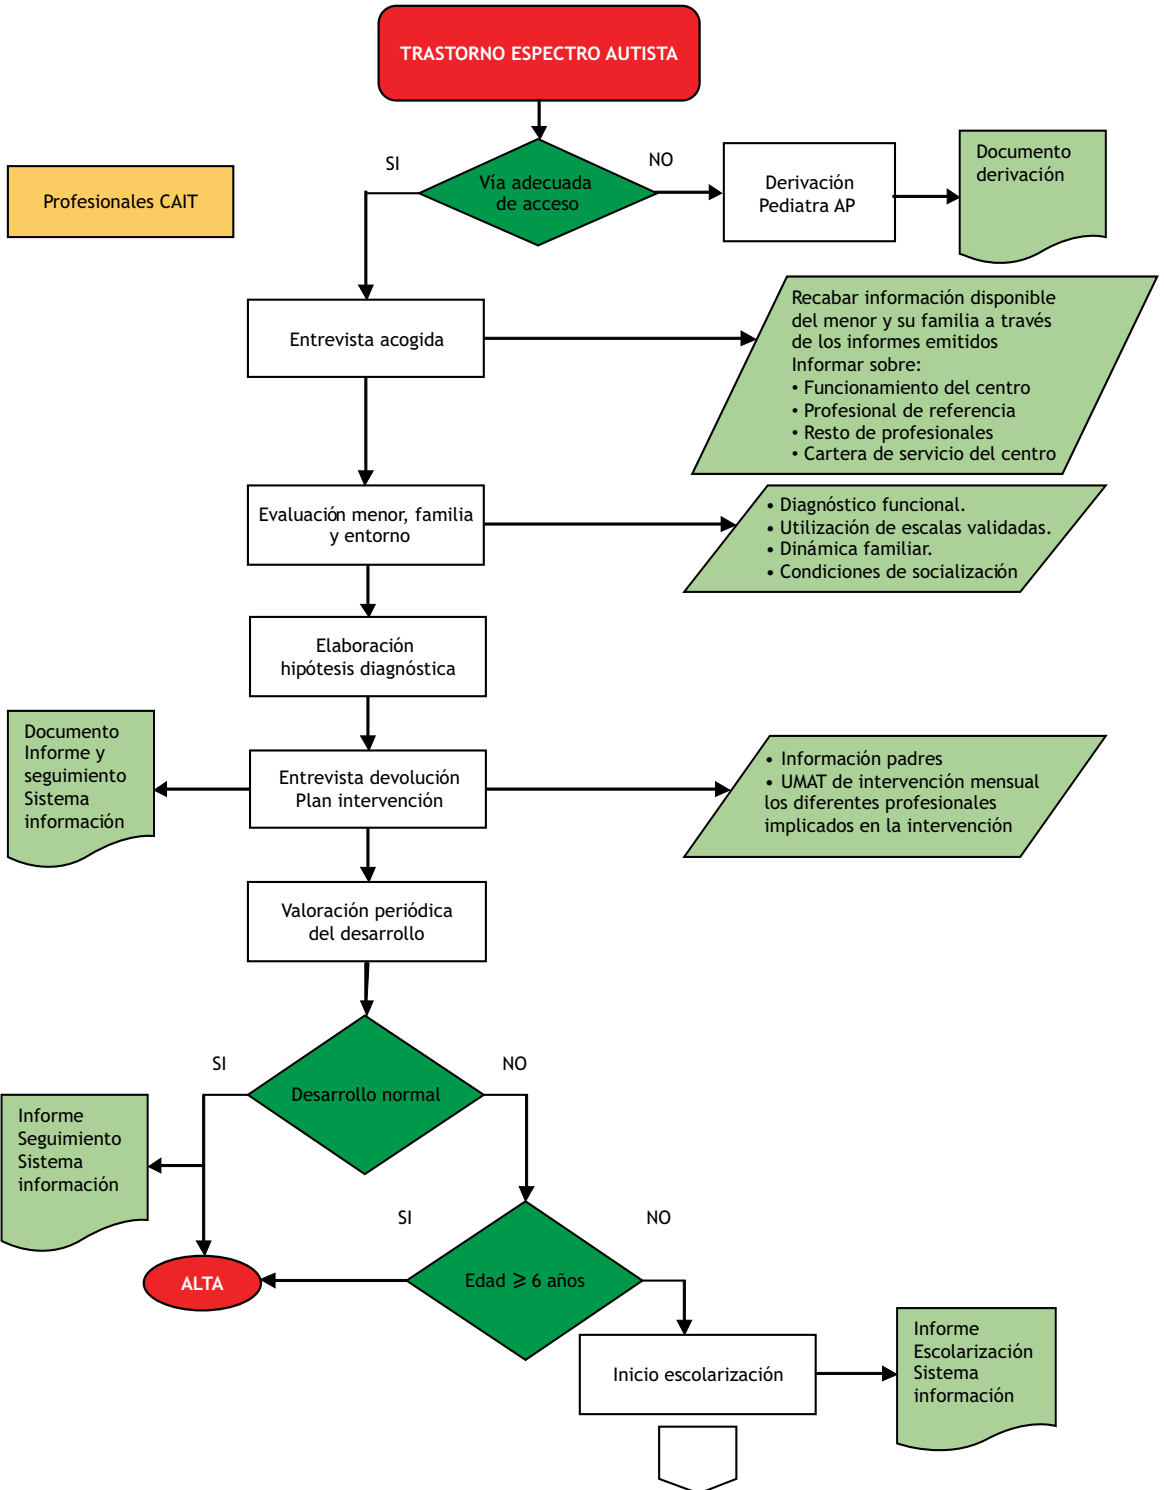 TRASTORNO ESPECTRO AUTISTA
SI
NO
Vía adecuada
de acceso
Derivación
Pediatra AP
Documento
derivación
Profesionales CAIT
Entrevista acogida
Recabar información disponible
del menor y su familia a través
de los informes emitidos
Informar sobre:
• Funcionamiento del centro
• Profesional de referencia
• Resto de profesionales
• Cartera de servicio del centro
Evaluación menor, familia
y entorno
• Diagnóstico funcional.
• Utilización de escalas validadas.
• Dinámica familiar.
• Condiciones de socialización
Elaboración
hipótesis diagnóstica
Documento
Informe y
seguimiento
Sistema
información
Entrevista devolución
Plan intervención
• Información padres
• UMAT de intervención mensual
los diferentes profesionales
implicados en la intervención
Valoración periódica
del desarrollo
SI
NO
Desarrollo normal
Informe
Seguimiento
Sistema
información
SI
NO
ALTA
Edad ⩾ 6 años
Inicio escolarización
Informe
Escolarización
Sistema
información